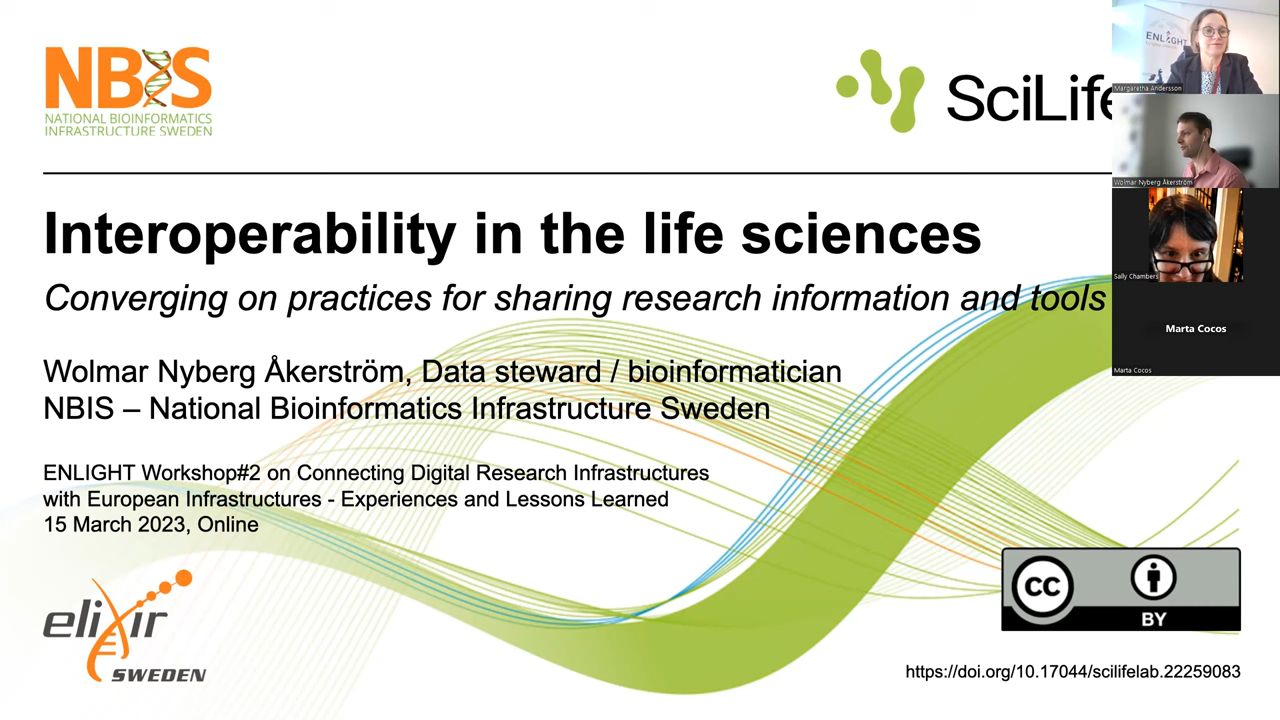 NBIS
NATIONAL BIOINFORMATICS
INFRASTRUCTURE SWEDEN
SciLife
ENLIGHT
Margaretha Andersson
Wolmar Nyberg Åkerström
Sally Chambers
Marta Cocos
Marta Cocos
Interoperability in the life sciences
Converging on practices for sharing research information and tools
Wolmar Nyberg Åkerström, Data steward / bioinformatician
NBIS – National Bioinformatics Infrastructure Sweden
ENLIGHT Workshop#2 on Connecting Digital Research Infrastructures
with European Infrastructures - Experiences and Lessons Learned
15 March 2023, Online
elixir
SWEDEN
CC
BY
https://doi.org/10.17044/scilifelab.22259083